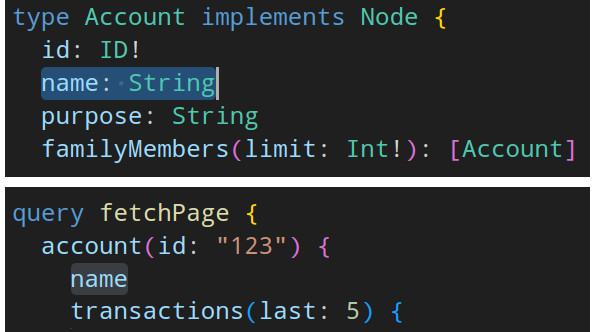 type Account implements Node {
id: ID!
name: String
purpose: String
familyMembers(limit: Int!): [Account]
query fetchPage {
account(id: "123") {
name
transactions(last: 5) {